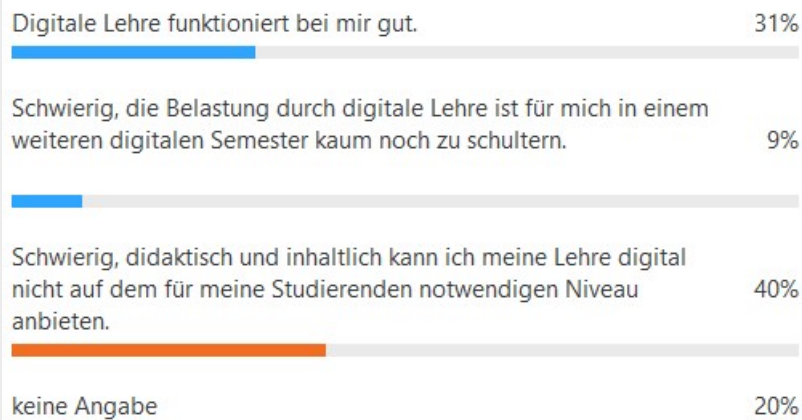 Digitale Lehre funktioniert bei mir gut. 31%
Schwierig, die Belastung durch digitale Lehre ist für mich in einem
weiteren digitalen Semester kaum noch zu schultern. 9%
Schwierig, didaktisch und inhaltlich kann ich meine Lehre digital
nicht auf dem für meine Studierenden notwendigen Niveau 40%
anbieten.
keine Angabe 20%